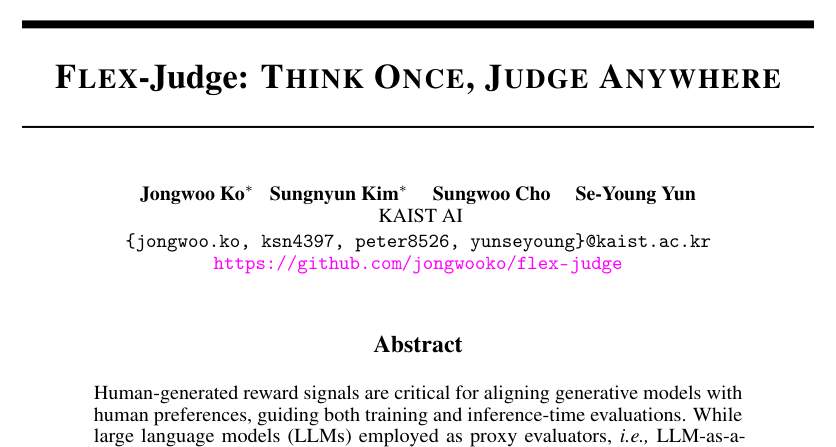 FLEX-Judge: THINK ONCE, JUDGE ANYWHERE
Jongwoo Ko* Sungnyun Kim* Sungwoo Cho Se-Young Yun
KAIST AI
{jongwoo.ko, ksn4397, peter8526, yunseyoung}@kaist.ac.kr
https://github.com/jongwooko/flex-judge
Abstract
Human-generated reward signals are critical for aligning generative models with
human preferences, guiding both training and inference-time evaluations. While
large language models (LLMs) employed as proxy evaluators, i.e., LLM-as-a-